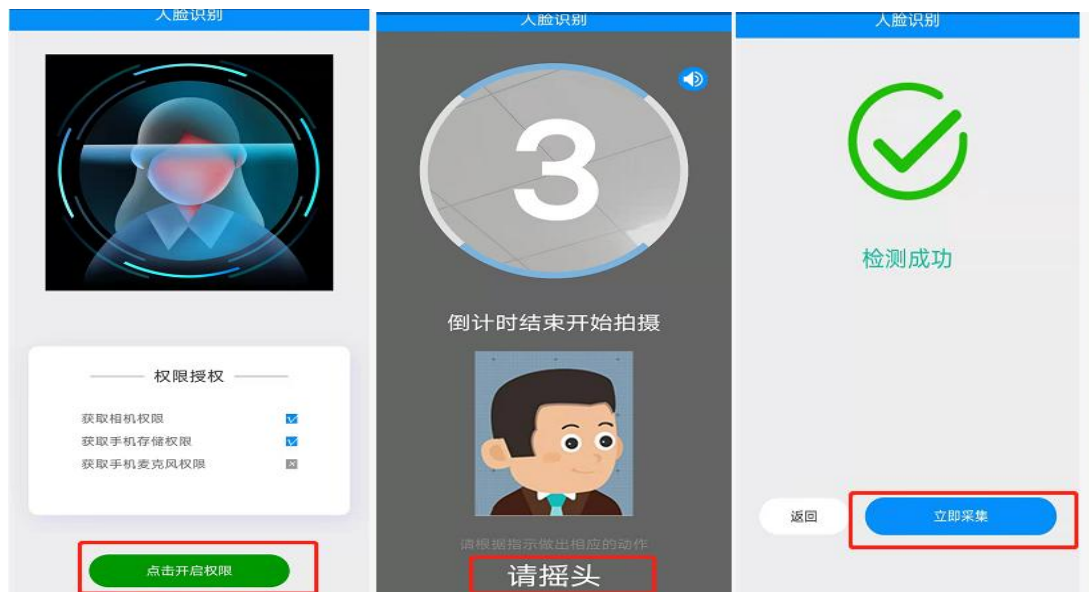 人脸识别
权限授权
获取相机权限
获取手机存储权限
获取手机麦克风权限
点击开启权限
人脸识别
3
倒计时结束开始拍摄
请根据指示做出相应的动作
请摇头
人脸识别
检测成功
返回
立即采集